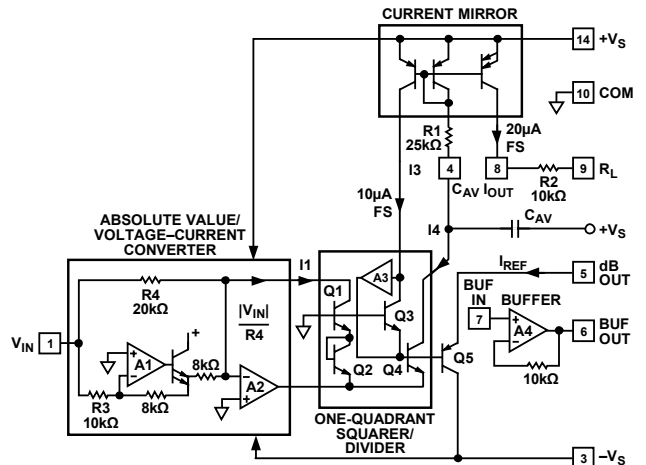 CURRENT MIRROR
14 +VS
10 COM
R1
25kΩ
20µA
FS
I3
4
8
9 RL
CAV
IOUT
R2
10kΩ
10µA
FS
ABSOLUTE VALUE/
VOLTAGE–CURRENT
CONVERTER
I4
CAV
+VS
I1
A3
IREF
5 dB
OUT
R4
20kΩ
|VIN|
R4
Q1
Q3
BUF
IN
7
BUFFER
A4
6 BUF
OUT
VIN 1
+
A1
8kΩ
A2
Q2
Q4
Q5
10kΩ
R3
10kΩ
8kΩ
ONE-QUADRANT
SQUARER/
DIVIDER
3 –VS